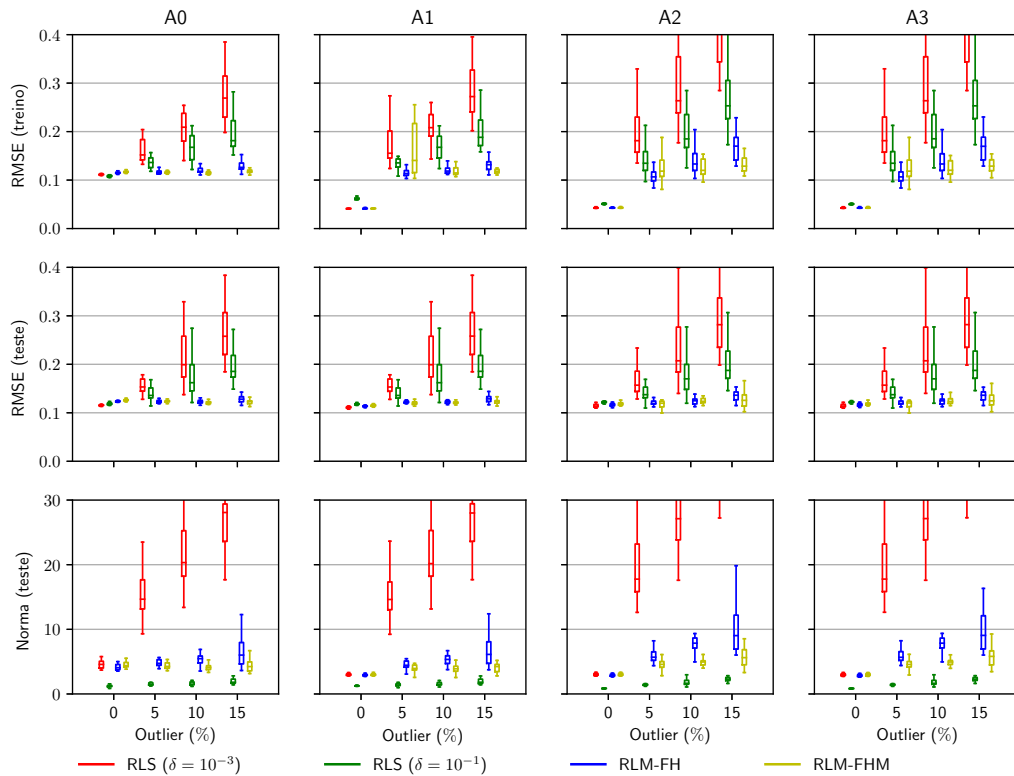 A0 A1 A2 A3
RMSE (treino)
0.4
0.3
0.2
0.1
0.0
RMSE (teste)
0.4
0.3
0.2
0.1
0.0
Norma (teste)
30
20
10
0
0 5 10 15 0 5 10 15 0 5 10 15 0 5 10 15
Outlier (%) Outlier (%) Outlier (%) Outlier (%)
RLS (δ = 10⁻³) RLS (δ = 10⁻¹) RLM-FH RLM-FHM